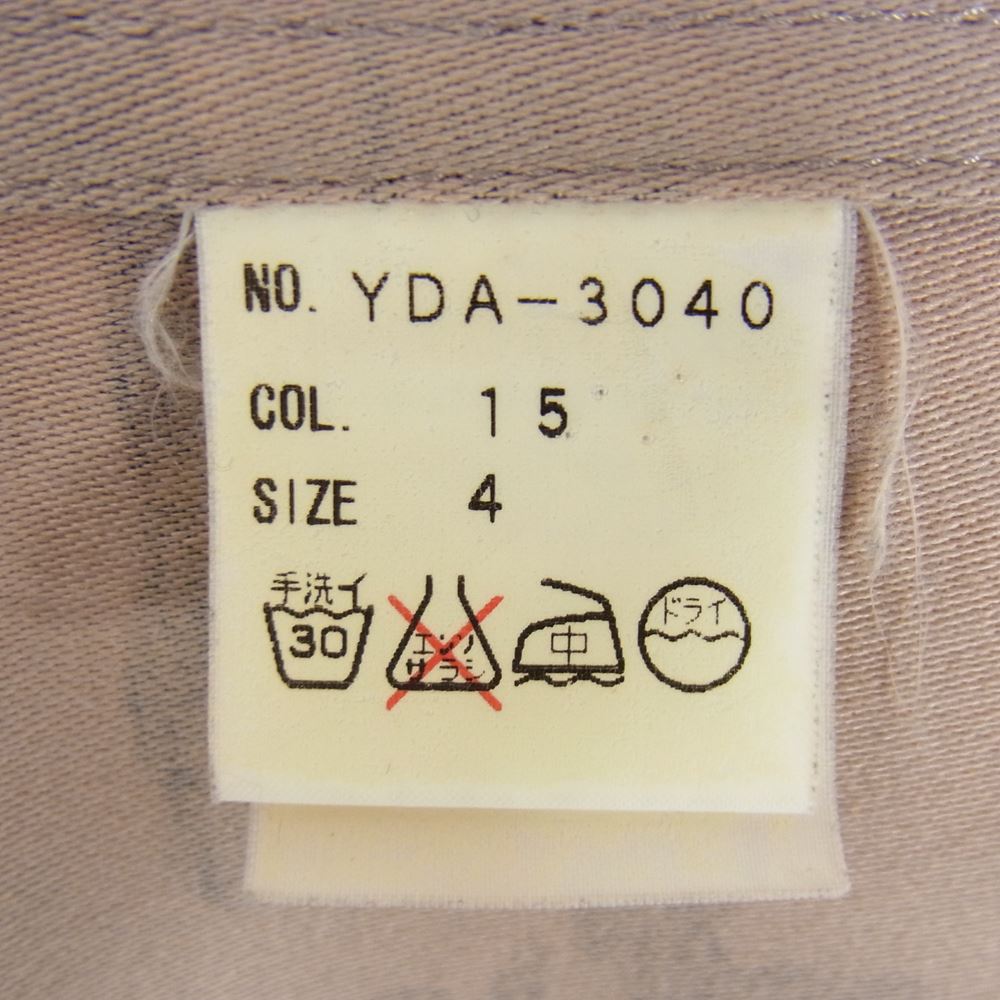 NO. YDA-3040
COL. 15
SIZE 4
手洗イ
30
エンソ
サラシ
中
ドライ